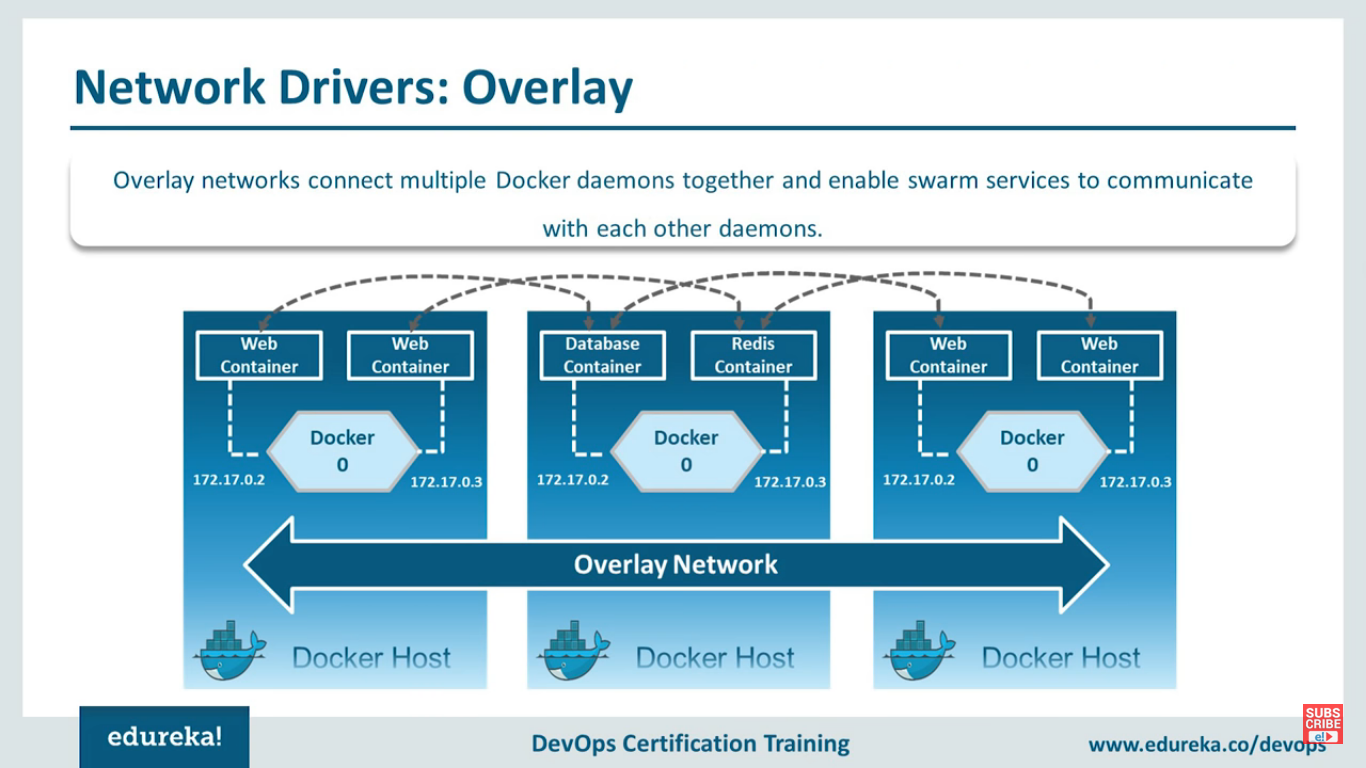 Network Drivers: Overlay
Overlay networks connect multiple Docker daemons together and enable swarm services to communicate
with each other daemons.
Web
Container
Web
Container
Database
Container
Redis
Container
Web
Container
Web
Container
Docker
0
Docker
0
Docker
0
172.17.0.2
172.17.0.3
172.17.0.2
172.17.0.3
172.17.0.2
172.17.0.3
Overlay Network
Docker Host
Docker Host
Docker Host
edureka!
DevOps Certification Training
www.edureka.co/devops
SUBS
CRIBE
e!